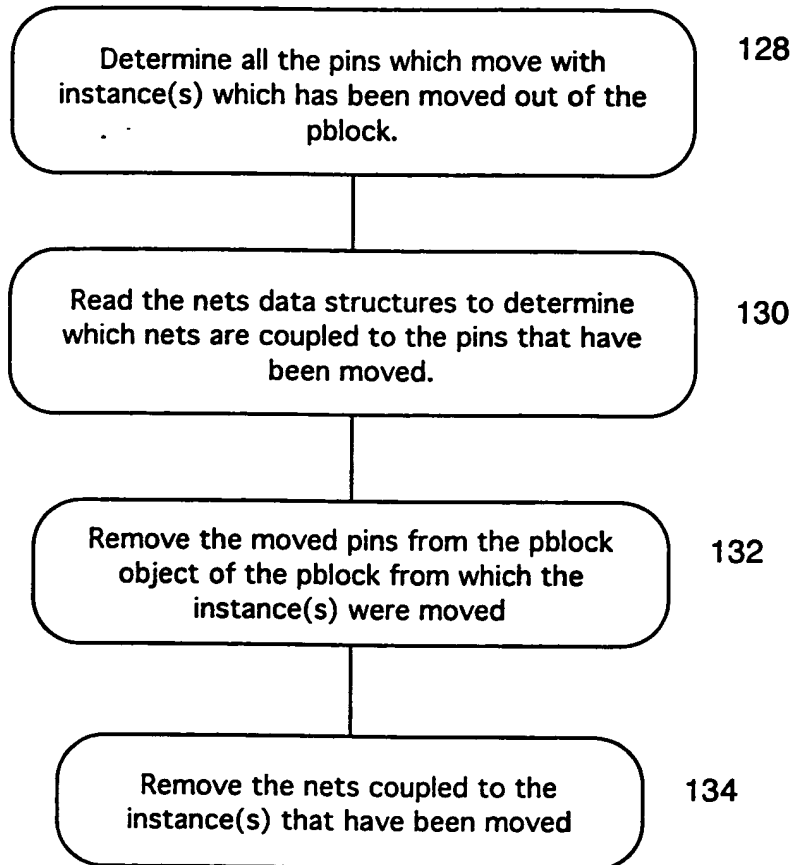 Determine all the pins which move with
instance(s) which has been moved out of the
pblock.
128
Read the nets data structures to determine
which nets are coupled to the pins that have
been moved.
130
Remove the moved pins from the pblock
object of the pblock from which the
instance(s) were moved
132
Remove the nets coupled to the
instance(s) that have been moved
134